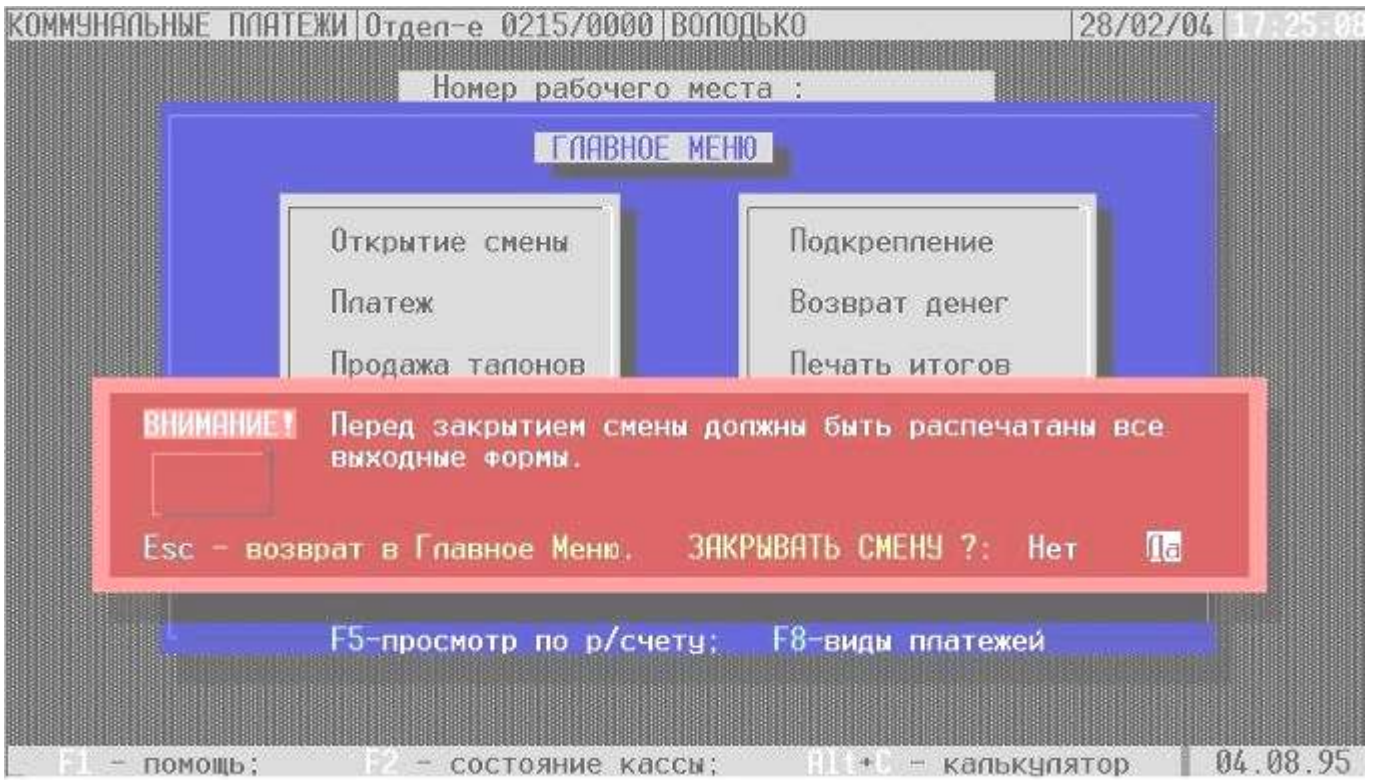 КОММУНАЛЬНЫЕ ПЛАТЕЖИ|Отдел-е 0215/0000|ВОЛОДЬКО |28/02/04|17:25:08
Номер рабочего места :
ГЛАВНОЕ МЕНЮ
Открытие смены Подкрепление
Платеж Возврат денег
Продажа талонов Печать итогов
ВНИМАНИЕ! Перед закрытием смены должны быть распечатаны все
выходные формы.
Esc - возврат в Главное Меню. ЗАКРЫВАТЬ СМЕНУ ?: Нет Да
F5-просмотр по р/счету; F8-виды платежей
F1 - помощь; F2 - состояние кассы; Alt+C - калькулятор 04.08.95